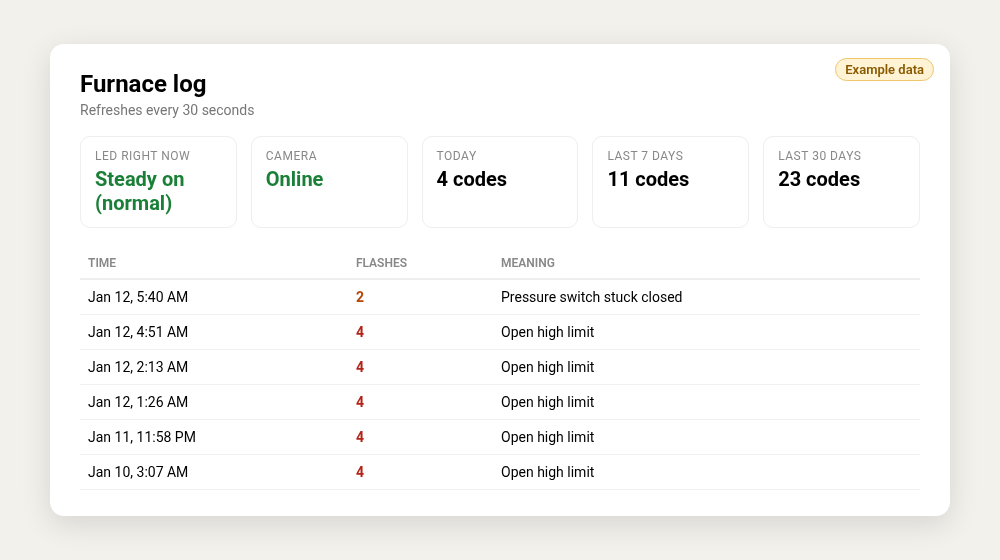 Example data
Furnace log
Refreshes every 30 seconds
LED RIGHT NOW
Steady on
(normal)
CAMERA
Online
TODAY
4 codes
LAST 7 DAYS
11 codes
LAST 30 DAYS
23 codes
TIME FLASHES MEANING
Jan 12, 5:40 AM 2 Pressure switch stuck closed
Jan 12, 4:51 AM 4 Open high limit
Jan 12, 2:13 AM 4 Open high limit
Jan 12, 1:26 AM 4 Open high limit
Jan 11, 11:58 PM 4 Open high limit
Jan 10, 3:07 AM 4 Open high limit